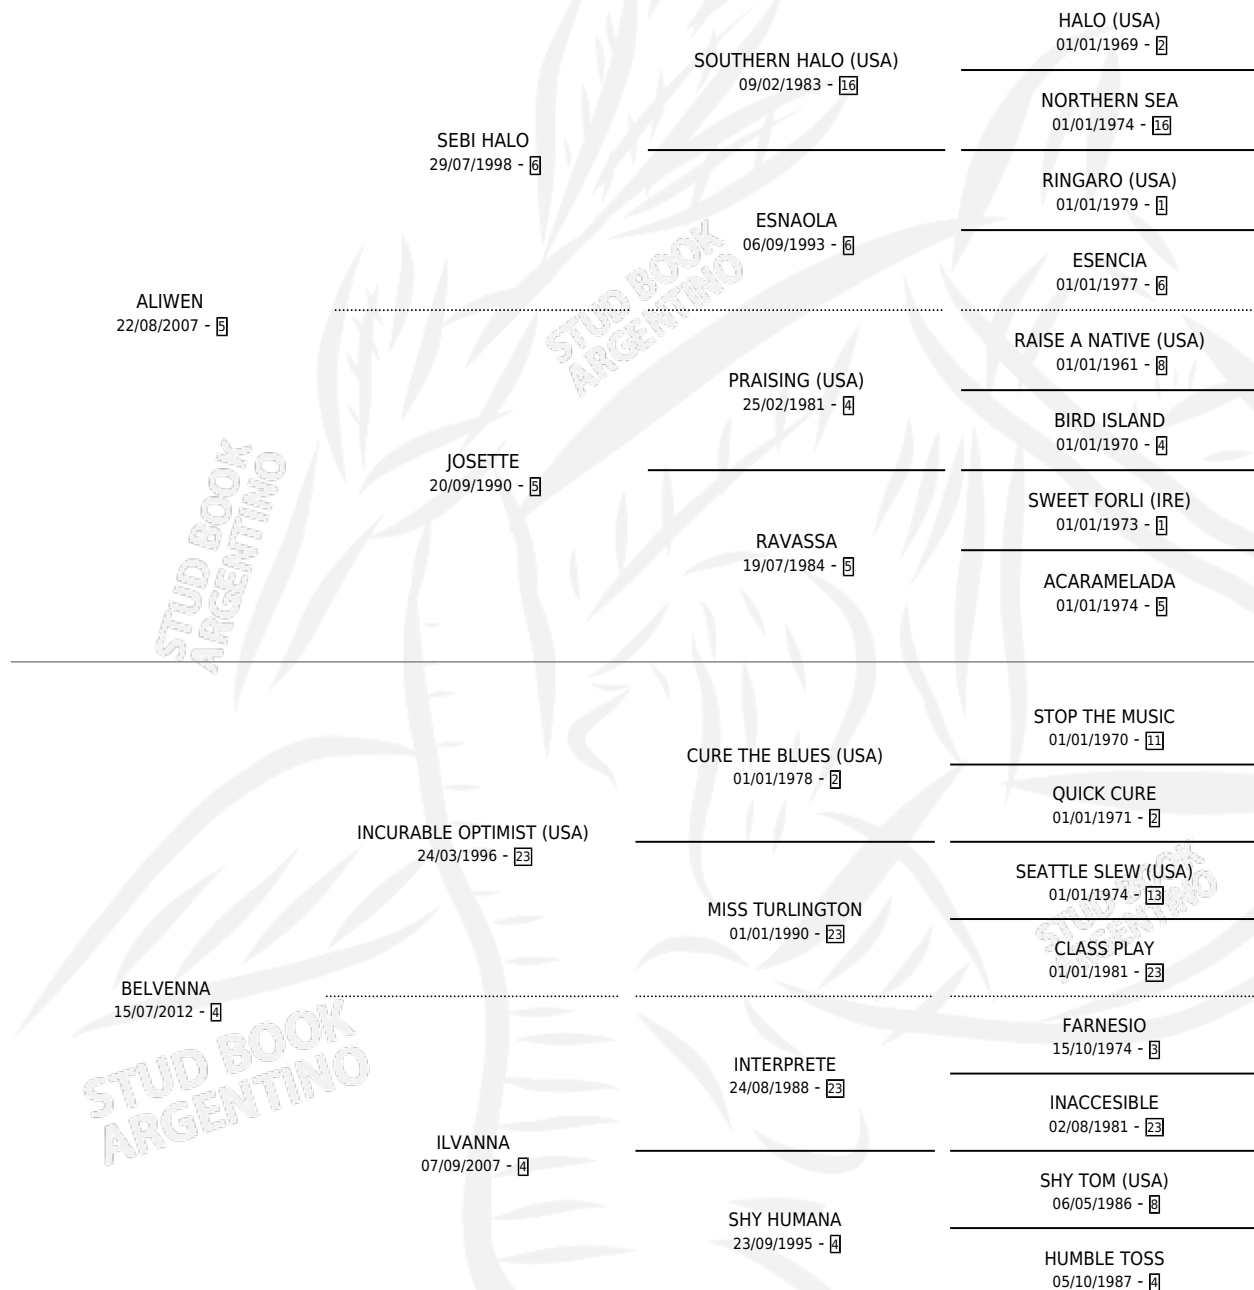 HALO (USA)
01/01/1969 - 2
SOUTHERN HALO (USA)
09/02/1983 - 16
NORTHERN SEA
01/01/1974 - 16
SEBI HALO
29/07/1998 - 6
RINGARO (USA)
01/01/1979 - 1
ESNAOLA
06/09/1993 - 6
ESENCIA
01/01/1977 - 6
ALIWEN
22/08/2007 - 5
RAISE A NATIVE (USA)
01/01/1961 - 8
PRAISING (USA)
25/02/1981 - 4
BIRD ISLAND
01/01/1970 - 4
JOSETTE
20/09/1990 - 5
SWEET FORLI (IRE)
01/01/1973 - 1
RAVASSA
19/07/1984 - 5
ACARAMELADA
01/01/1974 - 5
STUD BOOK
ARGENTINO
STUD BOOK
ARGENTINO
STOP THE MUSIC
01/01/1970 - 11
CURE THE BLUES (USA)
01/01/1978 - 2
QUICK CURE
01/01/1971 - 2
INCURABLE OPTIMIST (USA)
24/03/1996 - 23
SEATTLE SLEW (USA)
01/01/1974 - 13
MISS TURLINGTON
01/01/1990 - 23
CLASS PLAY
01/01/1981 - 23
BELVENNA
15/07/2012 - 4
FARNESIO
15/10/1974 - 3
INTERPRETE
24/08/1988 - 23
INACCESIBLE
02/08/1981 - 23
ILVANNA
07/09/2007 - 4
SHY TOM (USA)
06/05/1986 - 8
SHY HUMANA
23/09/1995 - 4
HUMBLE TOSS
05/10/1987 - 4
STUD BOOK
ARGENTINO
STUD BOOK
ARGENTINO